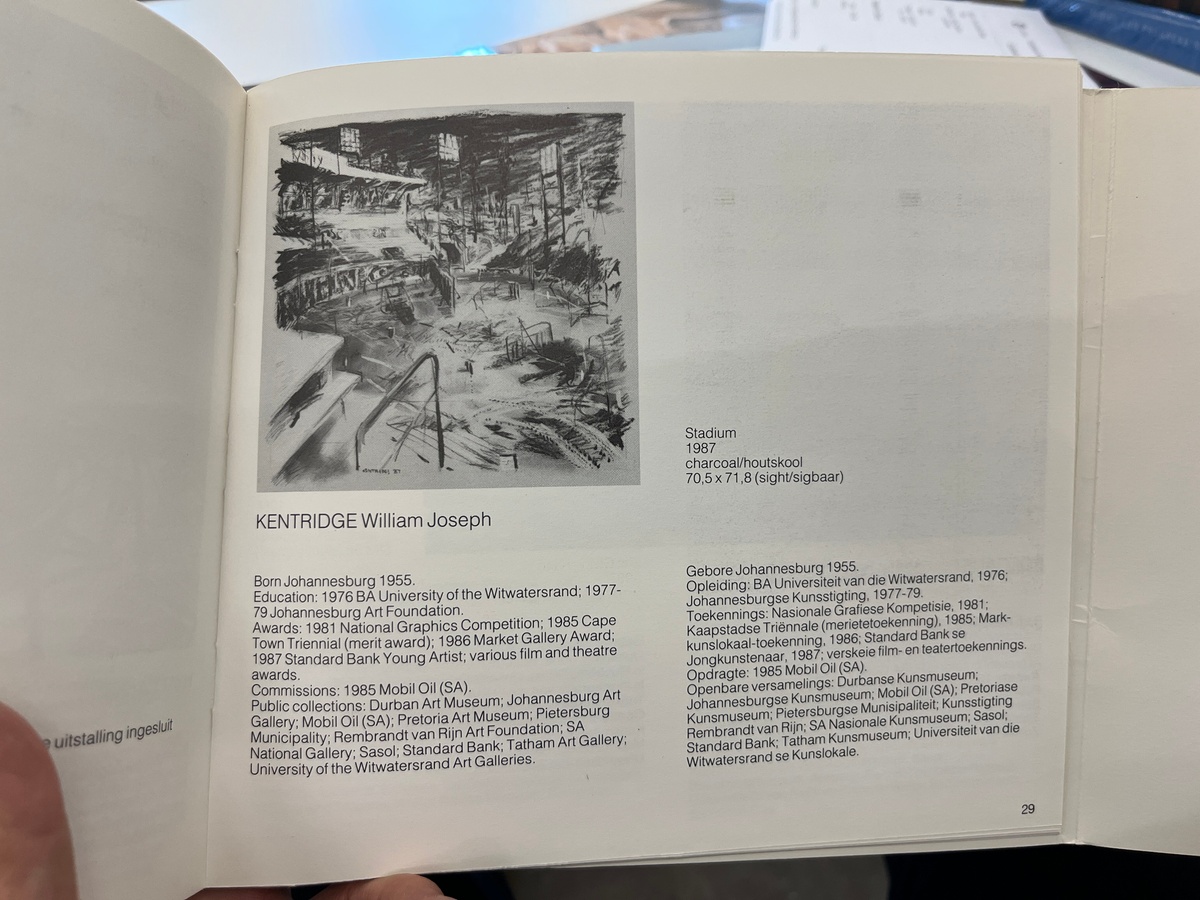 e uitstalling ingesluit
KENTRIDGE '87
Stadium
1987
charcoal/houtskool
70,5 x 71,8 (sight/sigbaar)
KENTRIDGE William Joseph
Born Johannesburg 1955.
Education: 1976 BA University of the Witwatersrand; 1977-
79 Johannesburg Art Foundation.
Awards: 1981 National Graphics Competition; 1985 Cape
Town Triennial (merit award); 1986 Market Gallery Award;
1987 Standard Bank Young Artist; various film and theatre
awards.
Commissions: 1985 Mobil Oil (SA).
Public collections: Durban Art Museum; Johannesburg Art
Gallery; Mobil Oil (SA); Pretoria Art Museum; Pietersburg
Municipality; Rembrandt van Rijn Art Foundation; SA
National Gallery; Sasol; Standard Bank; Tatham Art Gallery;
University of the Witwatersrand Art Galleries.
Gebore Johannesburg 1955.
Opleiding: BA Universiteit van die Witwatersrand, 1976;
Johannesburgse Kunsstigting, 1977-79.
Toekennings: Nasionale Grafiese Kompetisie, 1981;
Kaapstadse Triënnale (merietetoekenning), 1985; Mark-
kunslokaal-toekenning, 1986; Standard Bank se
Jongkunstenaar, 1987; verskeie film- en teatertoekennings.
Opdragte: 1985 Mobil Oil (SA).
Openbare versamelings: Durbanse Kunsmuseum;
Johannesburgse Kunsmuseum; Mobil Oil (SA); Pretoriase
Kunsmuseum; Pietersburgse Munisipaliteit; Kunsstigting
Rembrandt van Rijn; SA Nasionale Kunsmuseum; Sasol;
Standard Bank; Tatham Kunsmuseum; Universiteit van die
Witwatersrand se Kunslokale.
29